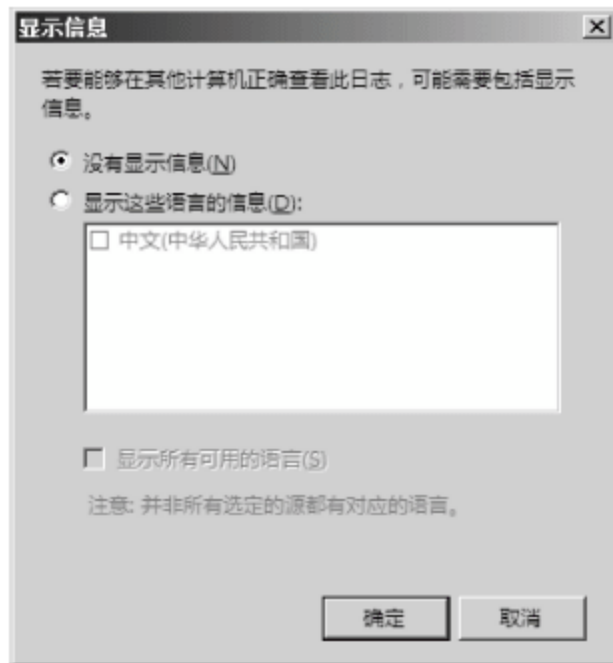 显示信息
若要能够在其他计算机正确查看此日志，可能需要包括显示
信息。
没有显示信息(N)
显示这些语言的信息(D):
中文(中华人民共和国)
显示所有可用的语言(S)
注意: 并非所有选定的源都有对应的语言。
确定 取消